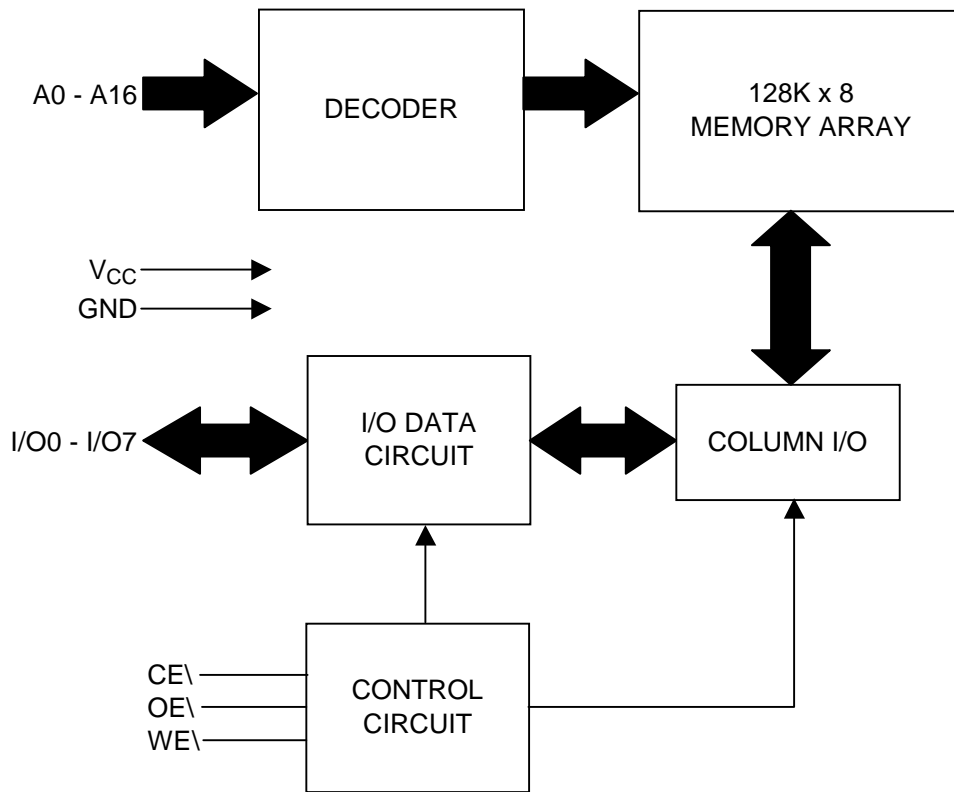 A0 - A16
DECODER
128K x 8
MEMORY ARRAY
VCC
GND
I/O0 - I/O7
I/O DATA
CIRCUIT
COLUMN I/O
CE\
OE\
WE\
CONTROL
CIRCUIT